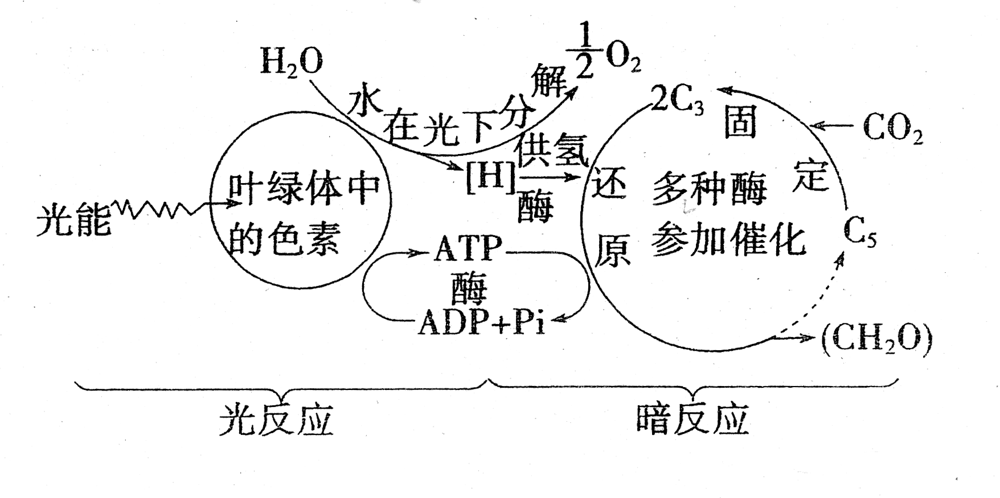 H₂O
½O₂
水在光下分解
2C₃
固定
CO₂
供氢
[H]
酶
还原
多种酶
参加催化
叶绿体中
的色素
光能
C₅
ATP
酶
ADP+Pi
(CH₂O)
光反应
暗反应